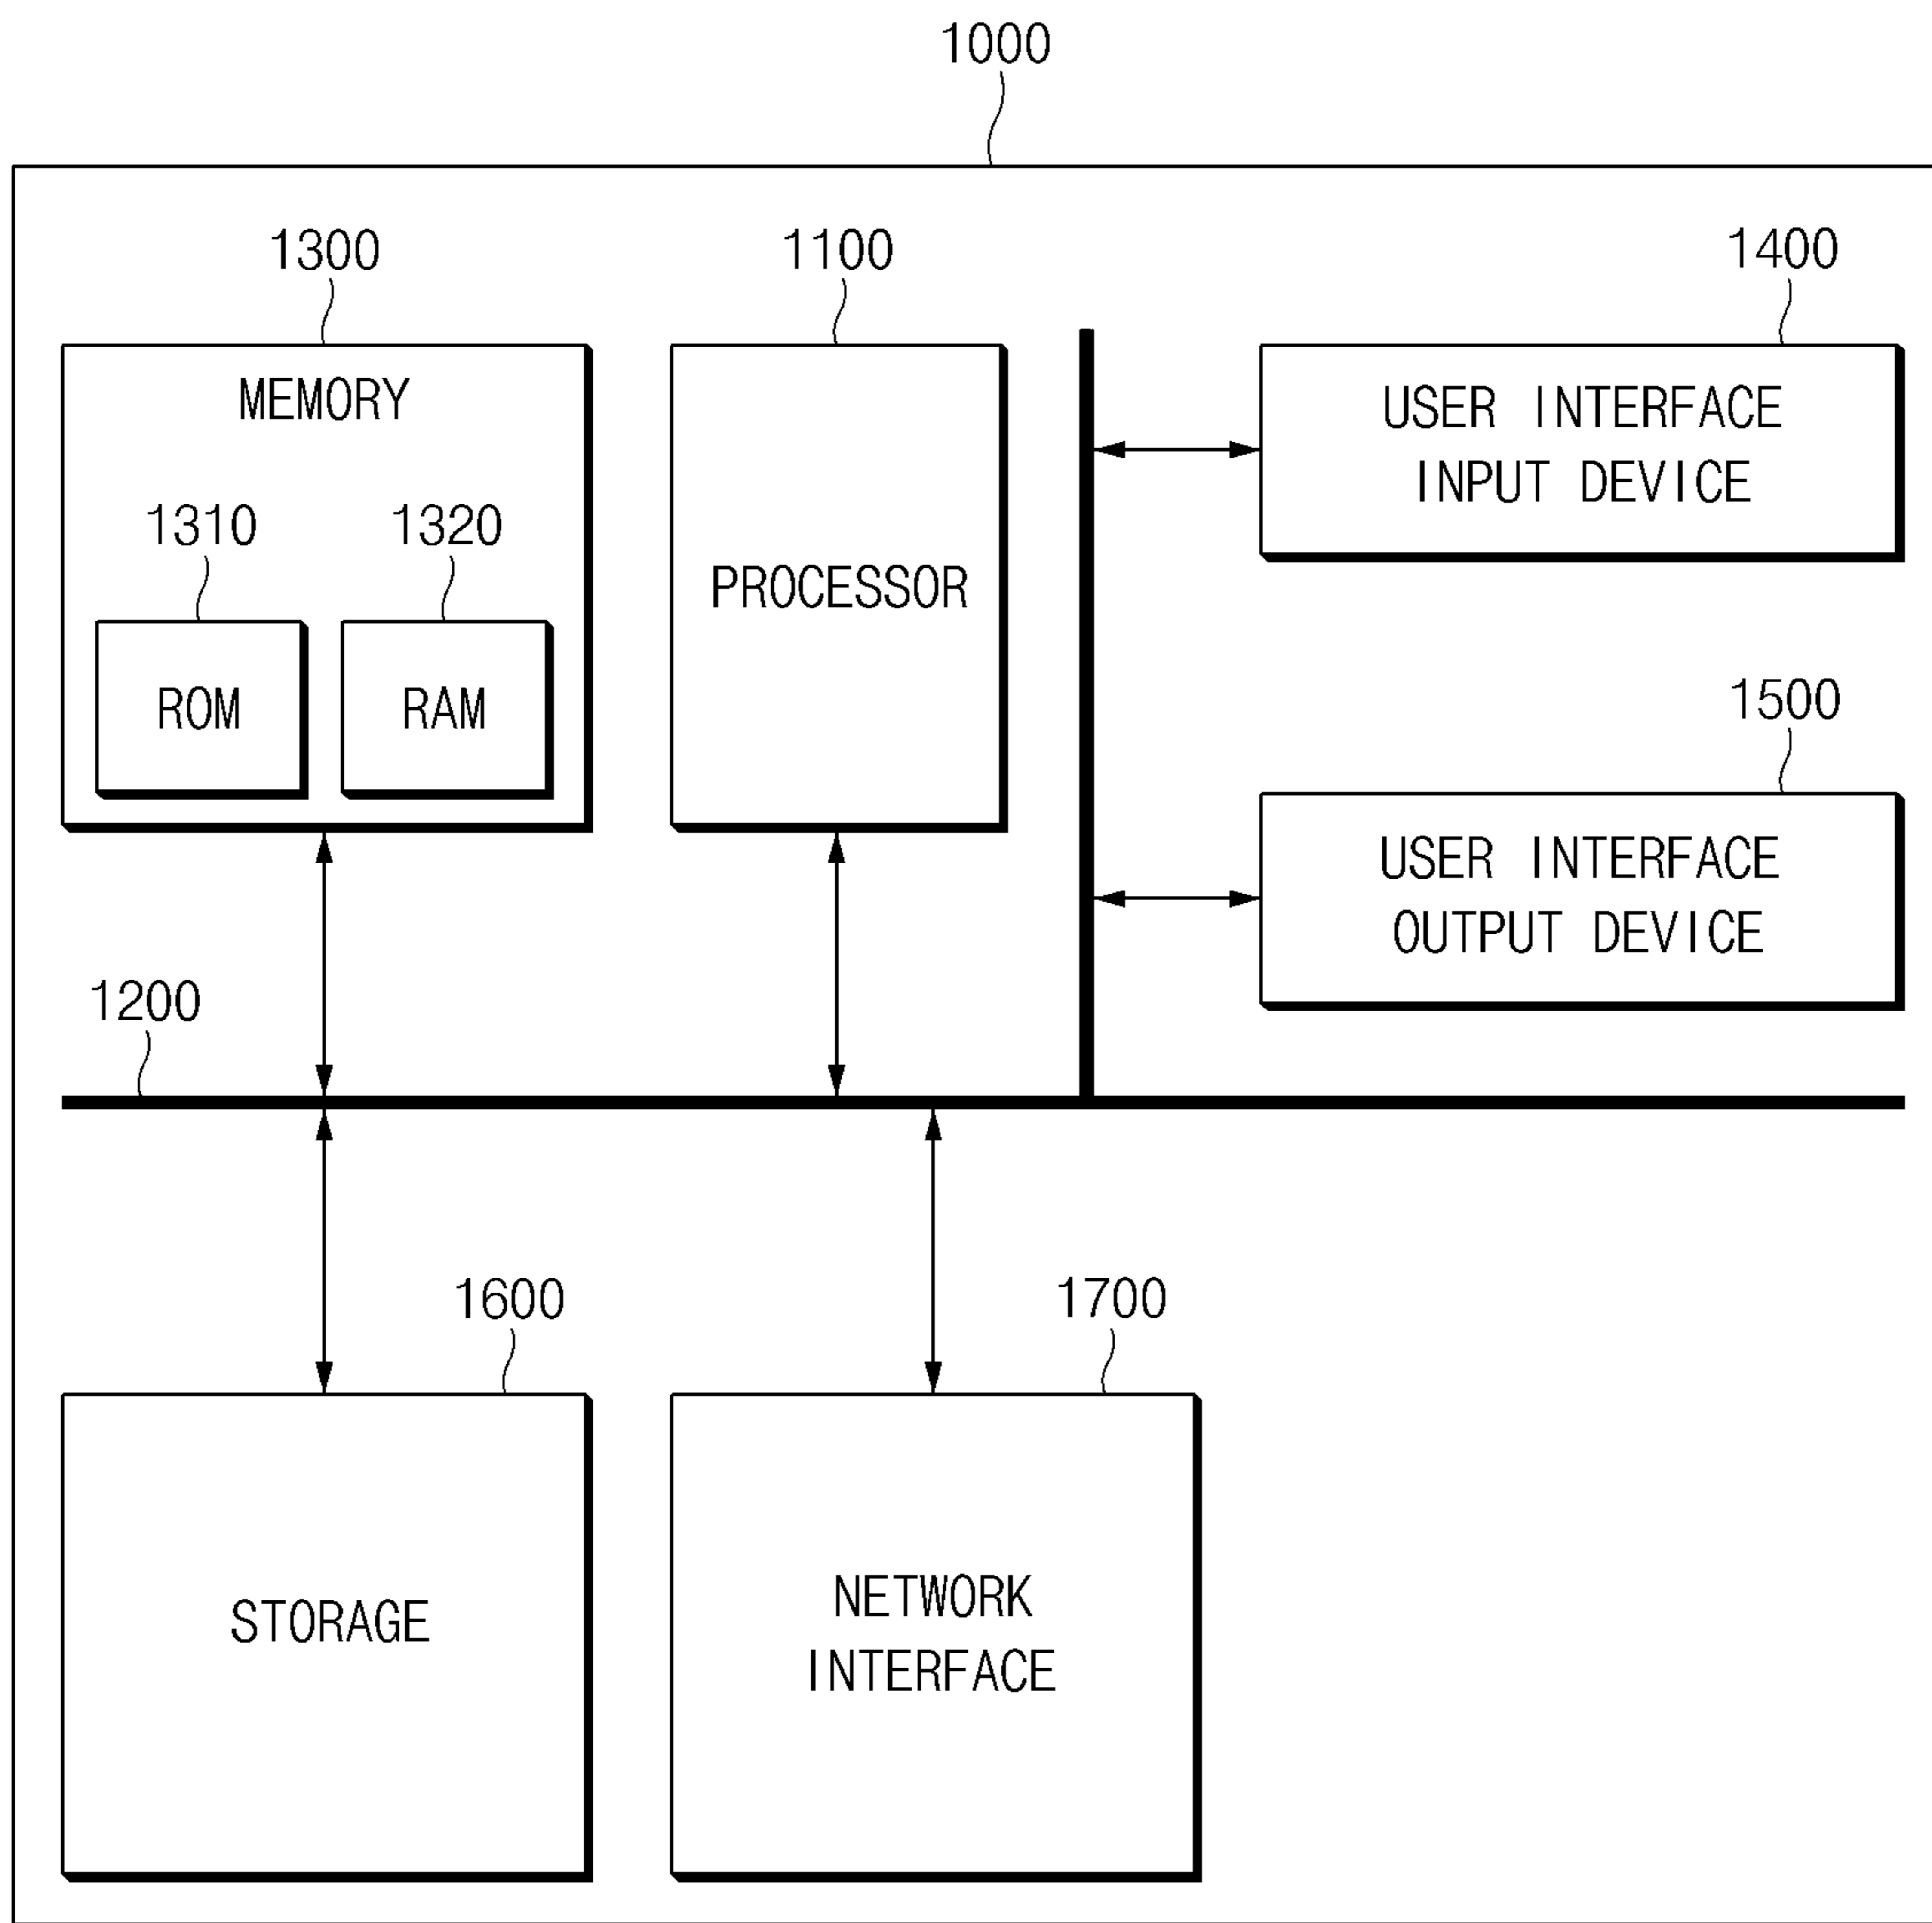 1000
1300
1100
1400
MEMORY
USER INTERFACE
INPUT DEVICE
1310
1320
PROCESSOR
ROM
RAM
1500
USER INTERFACE
OUTPUT DEVICE
1200
1600
1700
STORAGE
NETWORK
INTERFACE